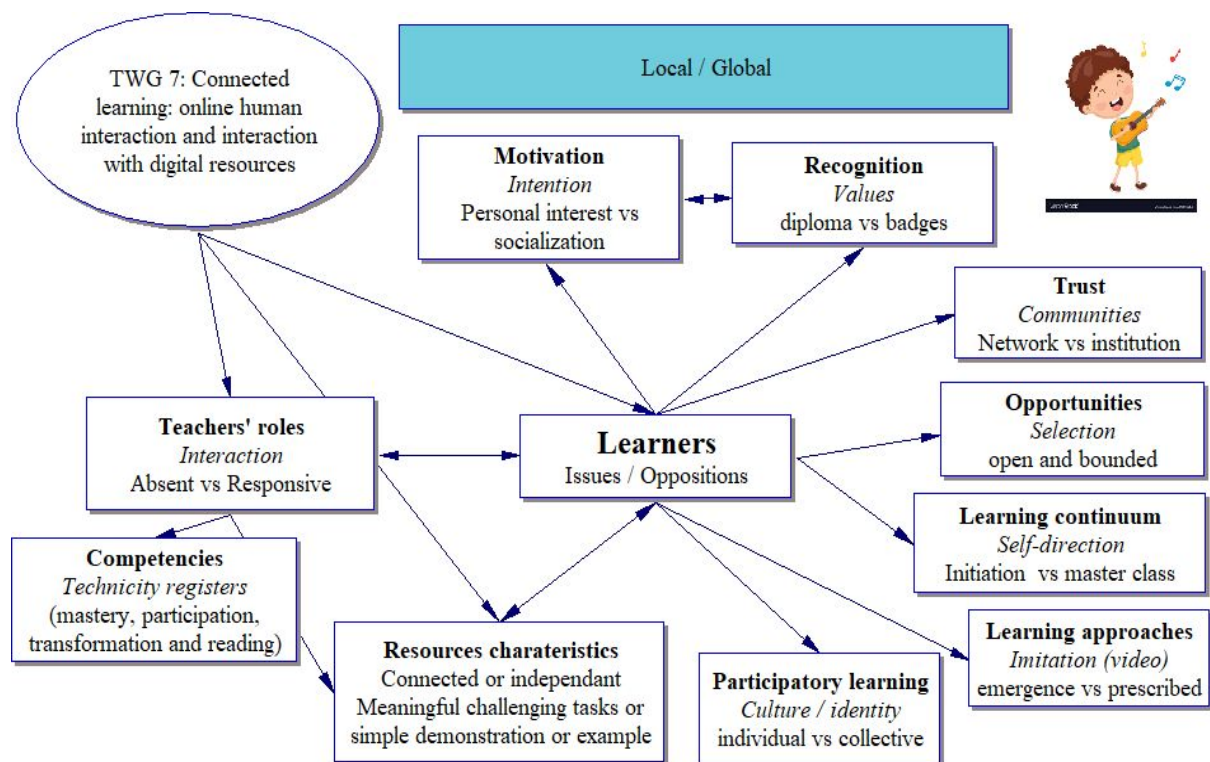 TWG 7: Connected
learning: online human
interaction and interaction
with digital resources
Local / Global
Motivation
Intention
Personal interest vs
socialization
Recognition
Values
diploma vs badges
Trust
Communities
Network vs institution
Teachers' roles
Interaction
Absent vs Responsive
Learners
Issues / Oppositions
Opportunities
Selection
open and bounded
Learning continuum
Self-direction
Initiation vs master class
Competencies
Technicity registers
(mastery, participation,
transformation and reading)
Resources charateristics
Connected or independant
Meaningful challenging tasks or
simple demonstration or example
Participatory learning
Culture / identity
individual vs collective
Learning approaches
Imitation (video)
emergence vs prescribed